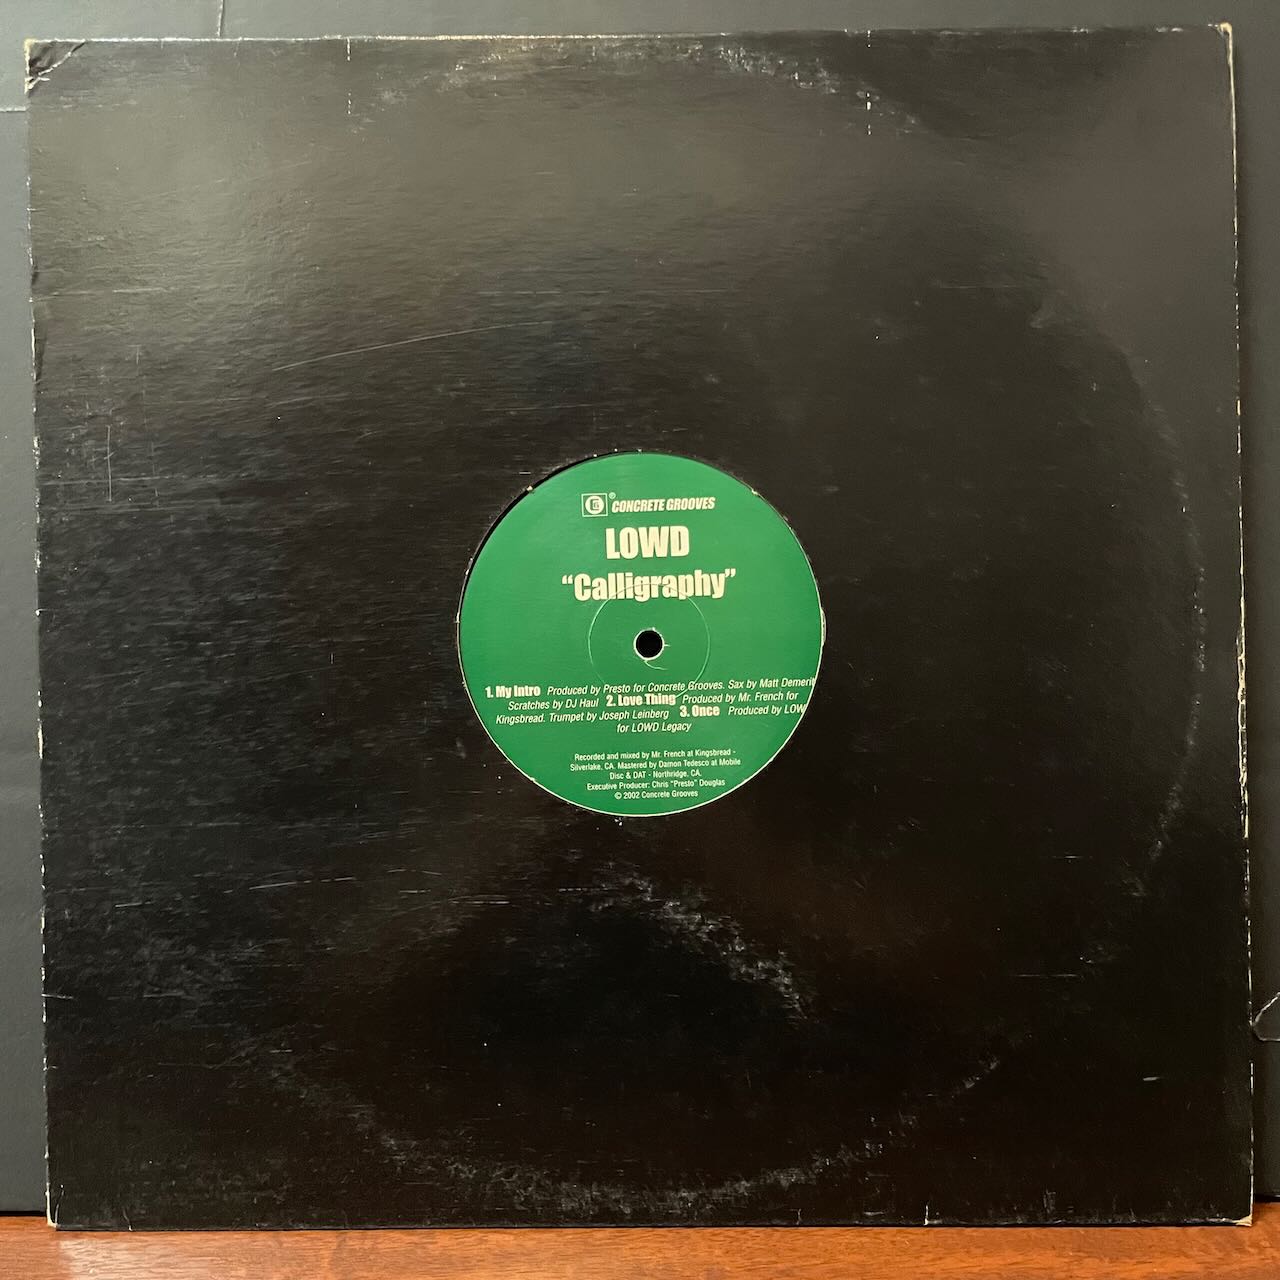 ® CONCRETE GROOVES
LOWD
“Calligraphy”
1. My Intro Produced by Presto for Concrete Grooves. Sax by Matt Demerit
Scratches by DJ Haul 2. Love Thing Produced by Mr. French for
Kingsbread. Trumpet by Joseph Leinberg 3. Once Produced by LOW
for LOWD Legacy
Recorded and mixed by Mr. French at Kingsbread -
Silverlake, CA. Mastered by Damon Tedesco at Mobile
Disc & DAT - Northridge, CA.
Executive Producer: Chris "Presto" Douglas
© 2002 Concrete Grooves